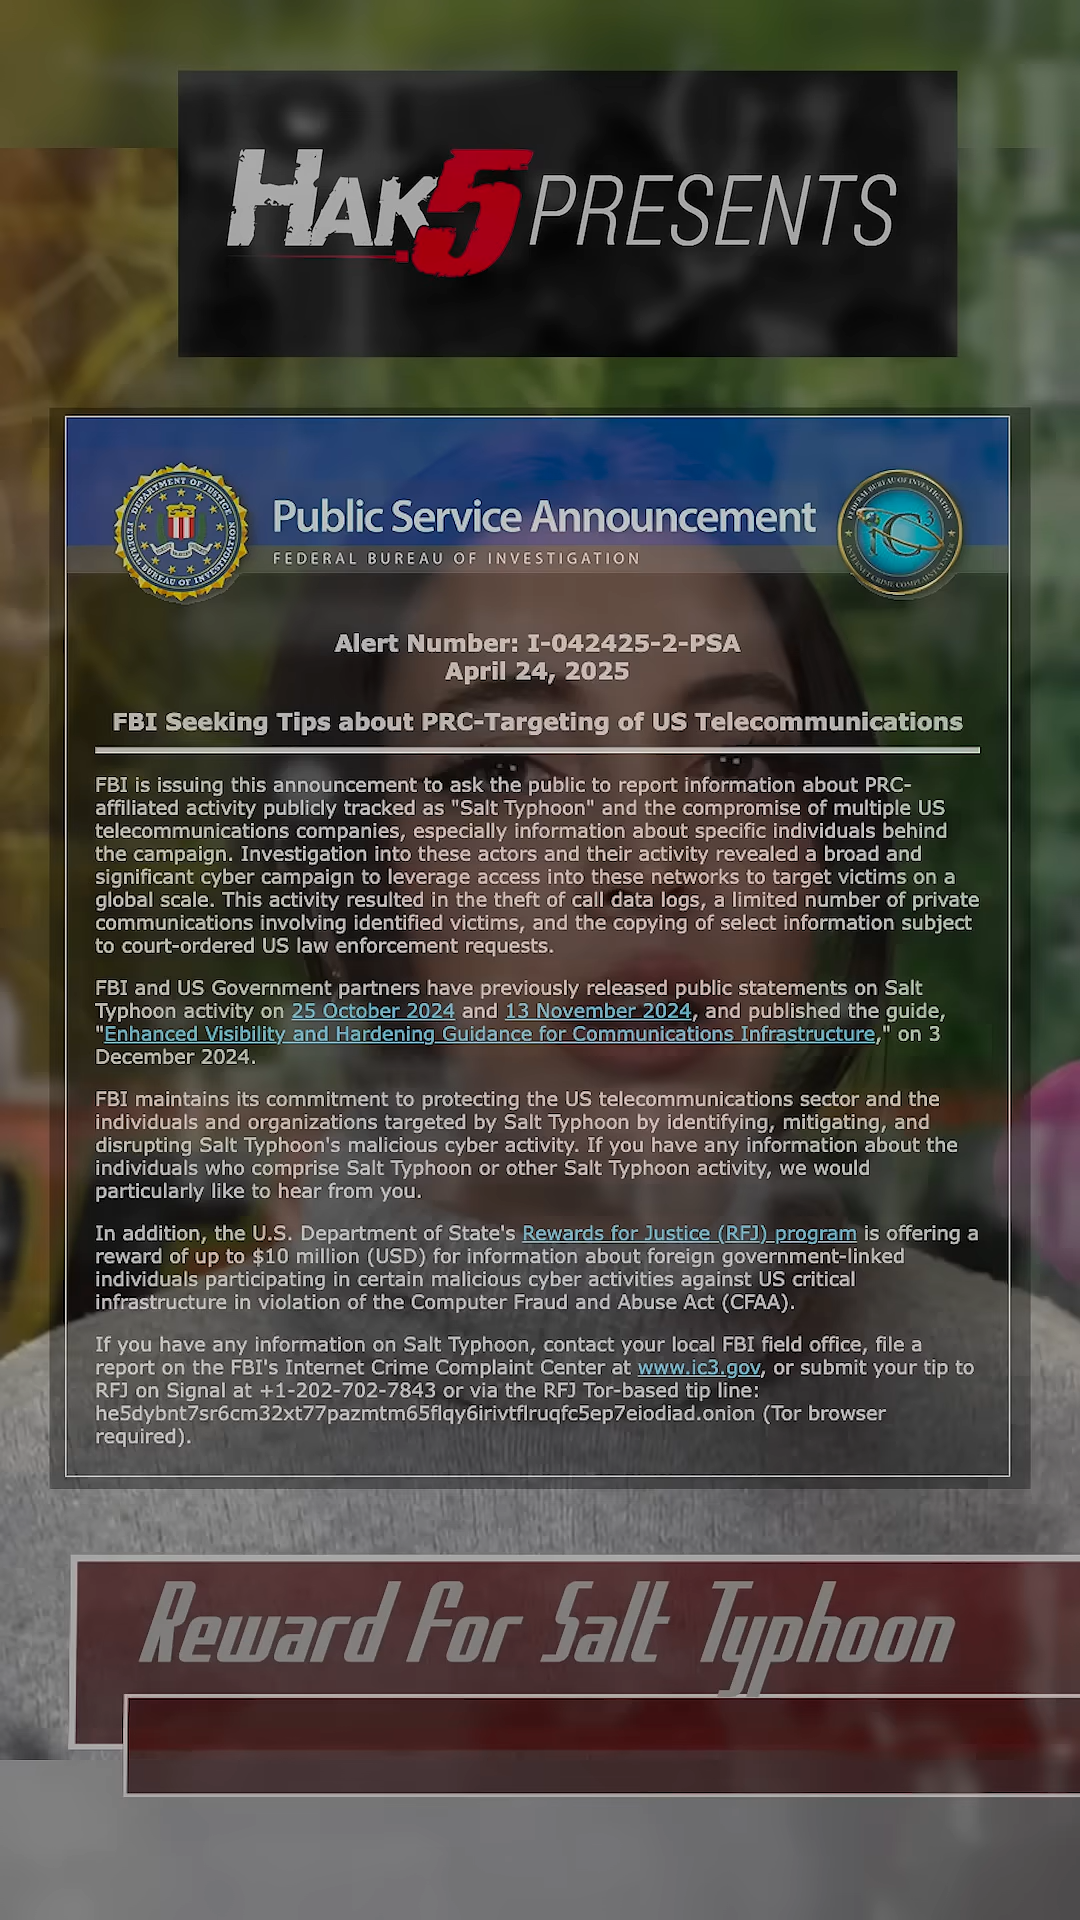 HAK5 PRESENTS
Public Service Announcement
FEDERAL BUREAU OF INVESTIGATION
DEPARTMENT OF JUSTICE
FEDERAL BUREAU OF INVESTIGATION
FEDERAL BUREAU OF INVESTIGATION
IC3
INTERNET CRIME COMPLAINT CENTER
Alert Number: I-042425-2-PSA
April 24, 2025
FBI Seeking Tips about PRC-Targeting of US Telecommunications
FBI is issuing this announcement to ask the public to report information about PRC-
affiliated activity publicly tracked as "Salt Typhoon" and the compromise of multiple US
telecommunications companies, especially information about specific individuals behind
the campaign. Investigation into these actors and their activity revealed a broad and
significant cyber campaign to leverage access into these networks to target victims on a
global scale. This activity resulted in the theft of call data logs, a limited number of private
communications involving identified victims, and the copying of select information subject
to court-ordered US law enforcement requests.
FBI and US Government partners have previously released public statements on Salt
Typhoon activity on 25 October 2024 and 13 November 2024, and published the guide,
"Enhanced Visibility and Hardening Guidance for Communications Infrastructure," on 3
December 2024.
FBI maintains its commitment to protecting the US telecommunications sector and the
individuals and organizations targeted by Salt Typhoon by identifying, mitigating, and
disrupting Salt Typhoon's malicious cyber activity. If you have any information about the
individuals who comprise Salt Typhoon or other Salt Typhoon activity, we would
particularly like to hear from you.
In addition, the U.S. Department of State's Rewards for Justice (RFJ) program is offering a
reward of up to $10 million (USD) for information about foreign government-linked
individuals participating in certain malicious cyber activities against US critical
infrastructure in violation of the Computer Fraud and Abuse Act (CFAA).
If you have any information on Salt Typhoon, contact your local FBI field office, file a
report on the FBI's Internet Crime Complaint Center at www.ic3.gov, or submit your tip to
RFJ on Signal at +1-202-702-7843 or via the RFJ Tor-based tip line:
he5dybnt7sr6cm32xt77pazmtm65flqy6irivtflruqfc5ep7eiodiad.onion (Tor browser
required).
Reward For Salt Typhoon